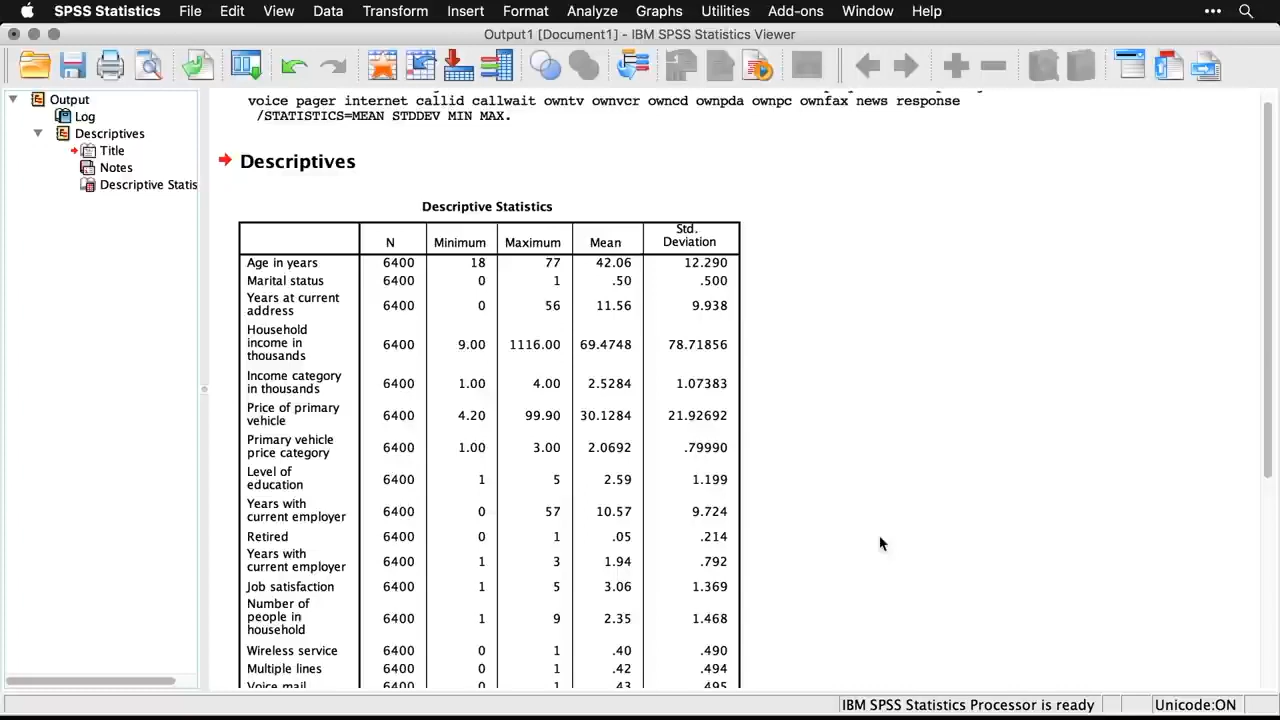 SPSS Statistics File Edit View Data Transform Insert Format Analyze Graphs Utilities Add-ons Window Help
Output1 [Document1] - IBM SPSS Statistics Viewer
Output
Log
Descriptives
Title
Notes
Descriptive Statis
voice pager internet callid callwait owntv ownvcr owncd ownpda ownpc ownfax news response
/STATISTICS=MEAN STDDEV MIN MAX.
Descriptives
Descriptive Statistics
N Minimum Maximum Mean Std. Deviation
Age in years 6400 18 77 42.06 12.290
Marital status 6400 0 1 .50 .500
Years at current address 6400 0 56 11.56 9.938
Household income in thousands 6400 9.00 1116.00 69.4748 78.71856
Income category in thousands 6400 1.00 4.00 2.5284 1.07383
Price of primary vehicle 6400 4.20 99.90 30.1284 21.92692
Primary vehicle price category 6400 1.00 3.00 2.0692 .79990
Level of education 6400 1 5 2.59 1.199
Years with current employer 6400 0 57 10.57 9.724
Retired 6400 0 1 .05 .214
Years with current employer 6400 1 3 1.94 .792
Job satisfaction 6400 1 5 3.06 1.369
Number of people in household 6400 1 9 2.35 1.468
Wireless service 6400 0 1 .40 .490
Multiple lines 6400 0 1 .42 .494
Voice mail 6400 0 1 .43 .495
IBM SPSS Statistics Processor is ready Unicode:ON